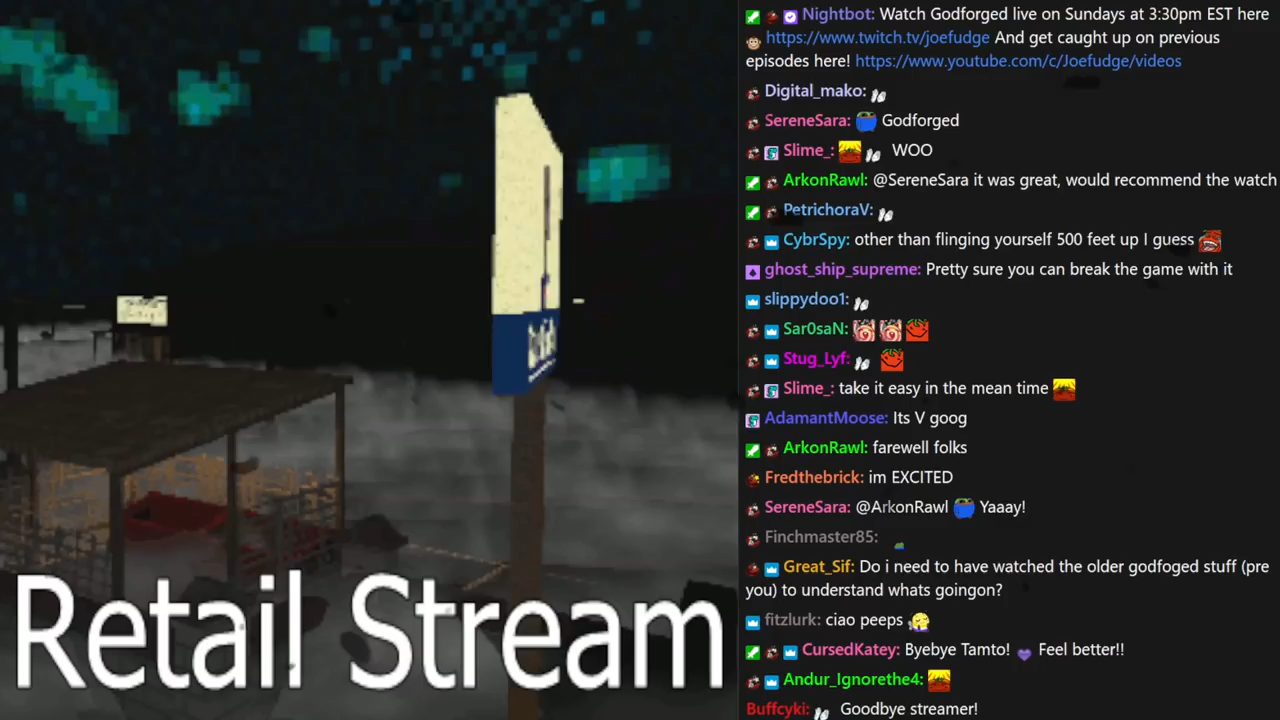 Nightbot: Watch Godforged live on Sundays at 3:30pm EST here
https://www.twitch.tv/joefudge And get caught up on previous
episodes here! https://www.youtube.com/c/Joefudge/videos
Digital_mako:
SereneSara: Godforged
Slime_: WOO
ArkonRawl: @SereneSara it was great, would recommend the watch
PetrichoraV:
CybrSpy: other than flinging yourself 500 feet up I guess
ghost_ship_supreme: Pretty sure you can break the game with it
slippydoo1:
Sar0saN:
Stug_Lyf:
Slime_: take it easy in the mean time
AdamantMoose: Its V goog
ArkonRawl: farewell folks
Fredthebrick: im EXCITED
SereneSara: @ArkonRawl Yaaay!
Finchmaster85:
Great_Sif: Do i need to have watched the older godfoged stuff (pre
you) to understand whats goingon?
fitzlurk: ciao peeps
CursedKatey: Byebye Tamto! Feel better!!
Andur_Ignorethe4:
Buffcyki: Goodbye streamer!
Retail Stream